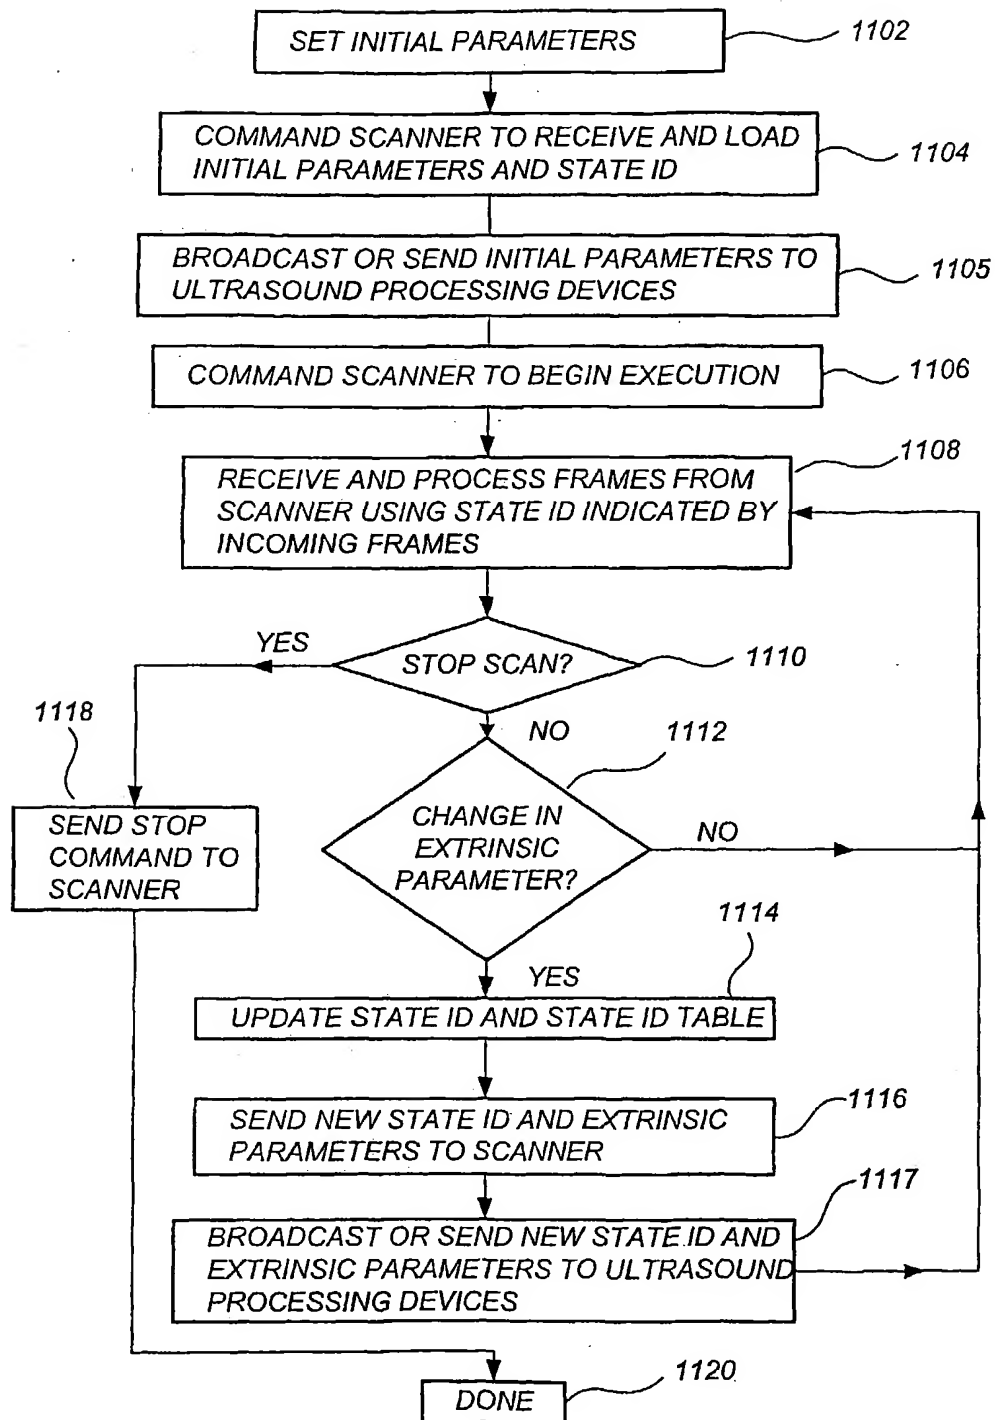 SET INITIAL PARAMETERS
1102
COMMAND SCANNER TO RECEIVE AND LOAD
INITIAL PARAMETERS AND STATE ID
1104
BROADCAST OR SEND INITIAL PARAMETERS TO
ULTRASOUND PROCESSING DEVICES
1105
COMMAND SCANNER TO BEGIN EXECUTION
1106
RECEIVE AND PROCESS FRAMES FROM
SCANNER USING STATE ID INDICATED BY
INCOMING FRAMES
1108
STOP SCAN?
1110
YES
NO
1118
SEND STOP
COMMAND TO
SCANNER
1112
CHANGE IN
EXTRINSIC
PARAMETER?
NO
YES
1114
UPDATE STATE ID AND STATE ID TABLE
SEND NEW STATE ID AND EXTRINSIC
PARAMETERS TO SCANNER
1116
1117
BROADCAST OR SEND NEW STATE ID AND
EXTRINSIC PARAMETERS TO ULTRASOUND
PROCESSING DEVICES
DONE
1120